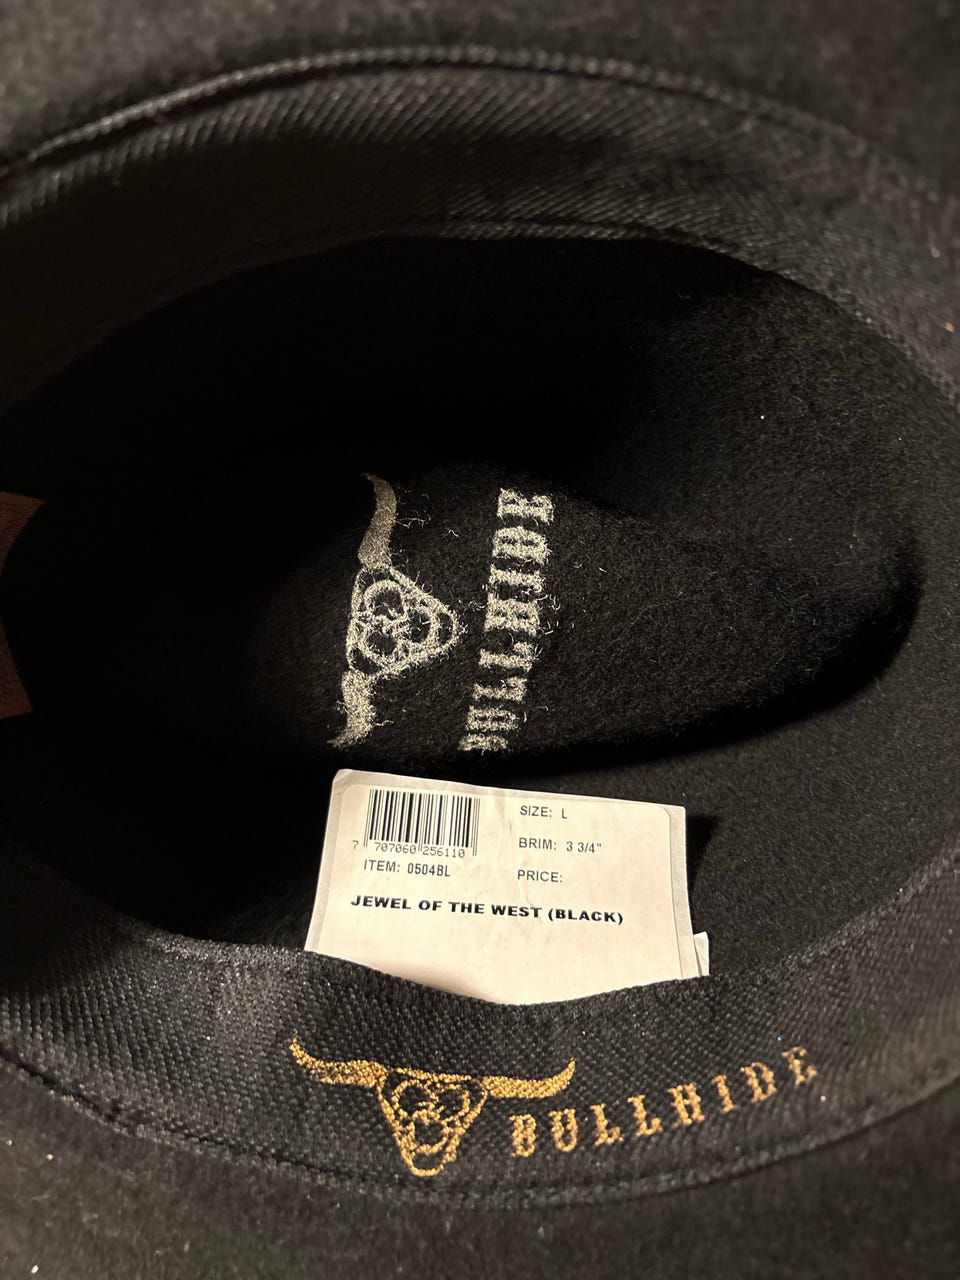 BULLHIDE
7 707060 256110
SIZE: L
BRIM: 3 3/4"
ITEM: 0504BL
PRICE:
JEWEL OF THE WEST (BLACK)
BULLHIDE